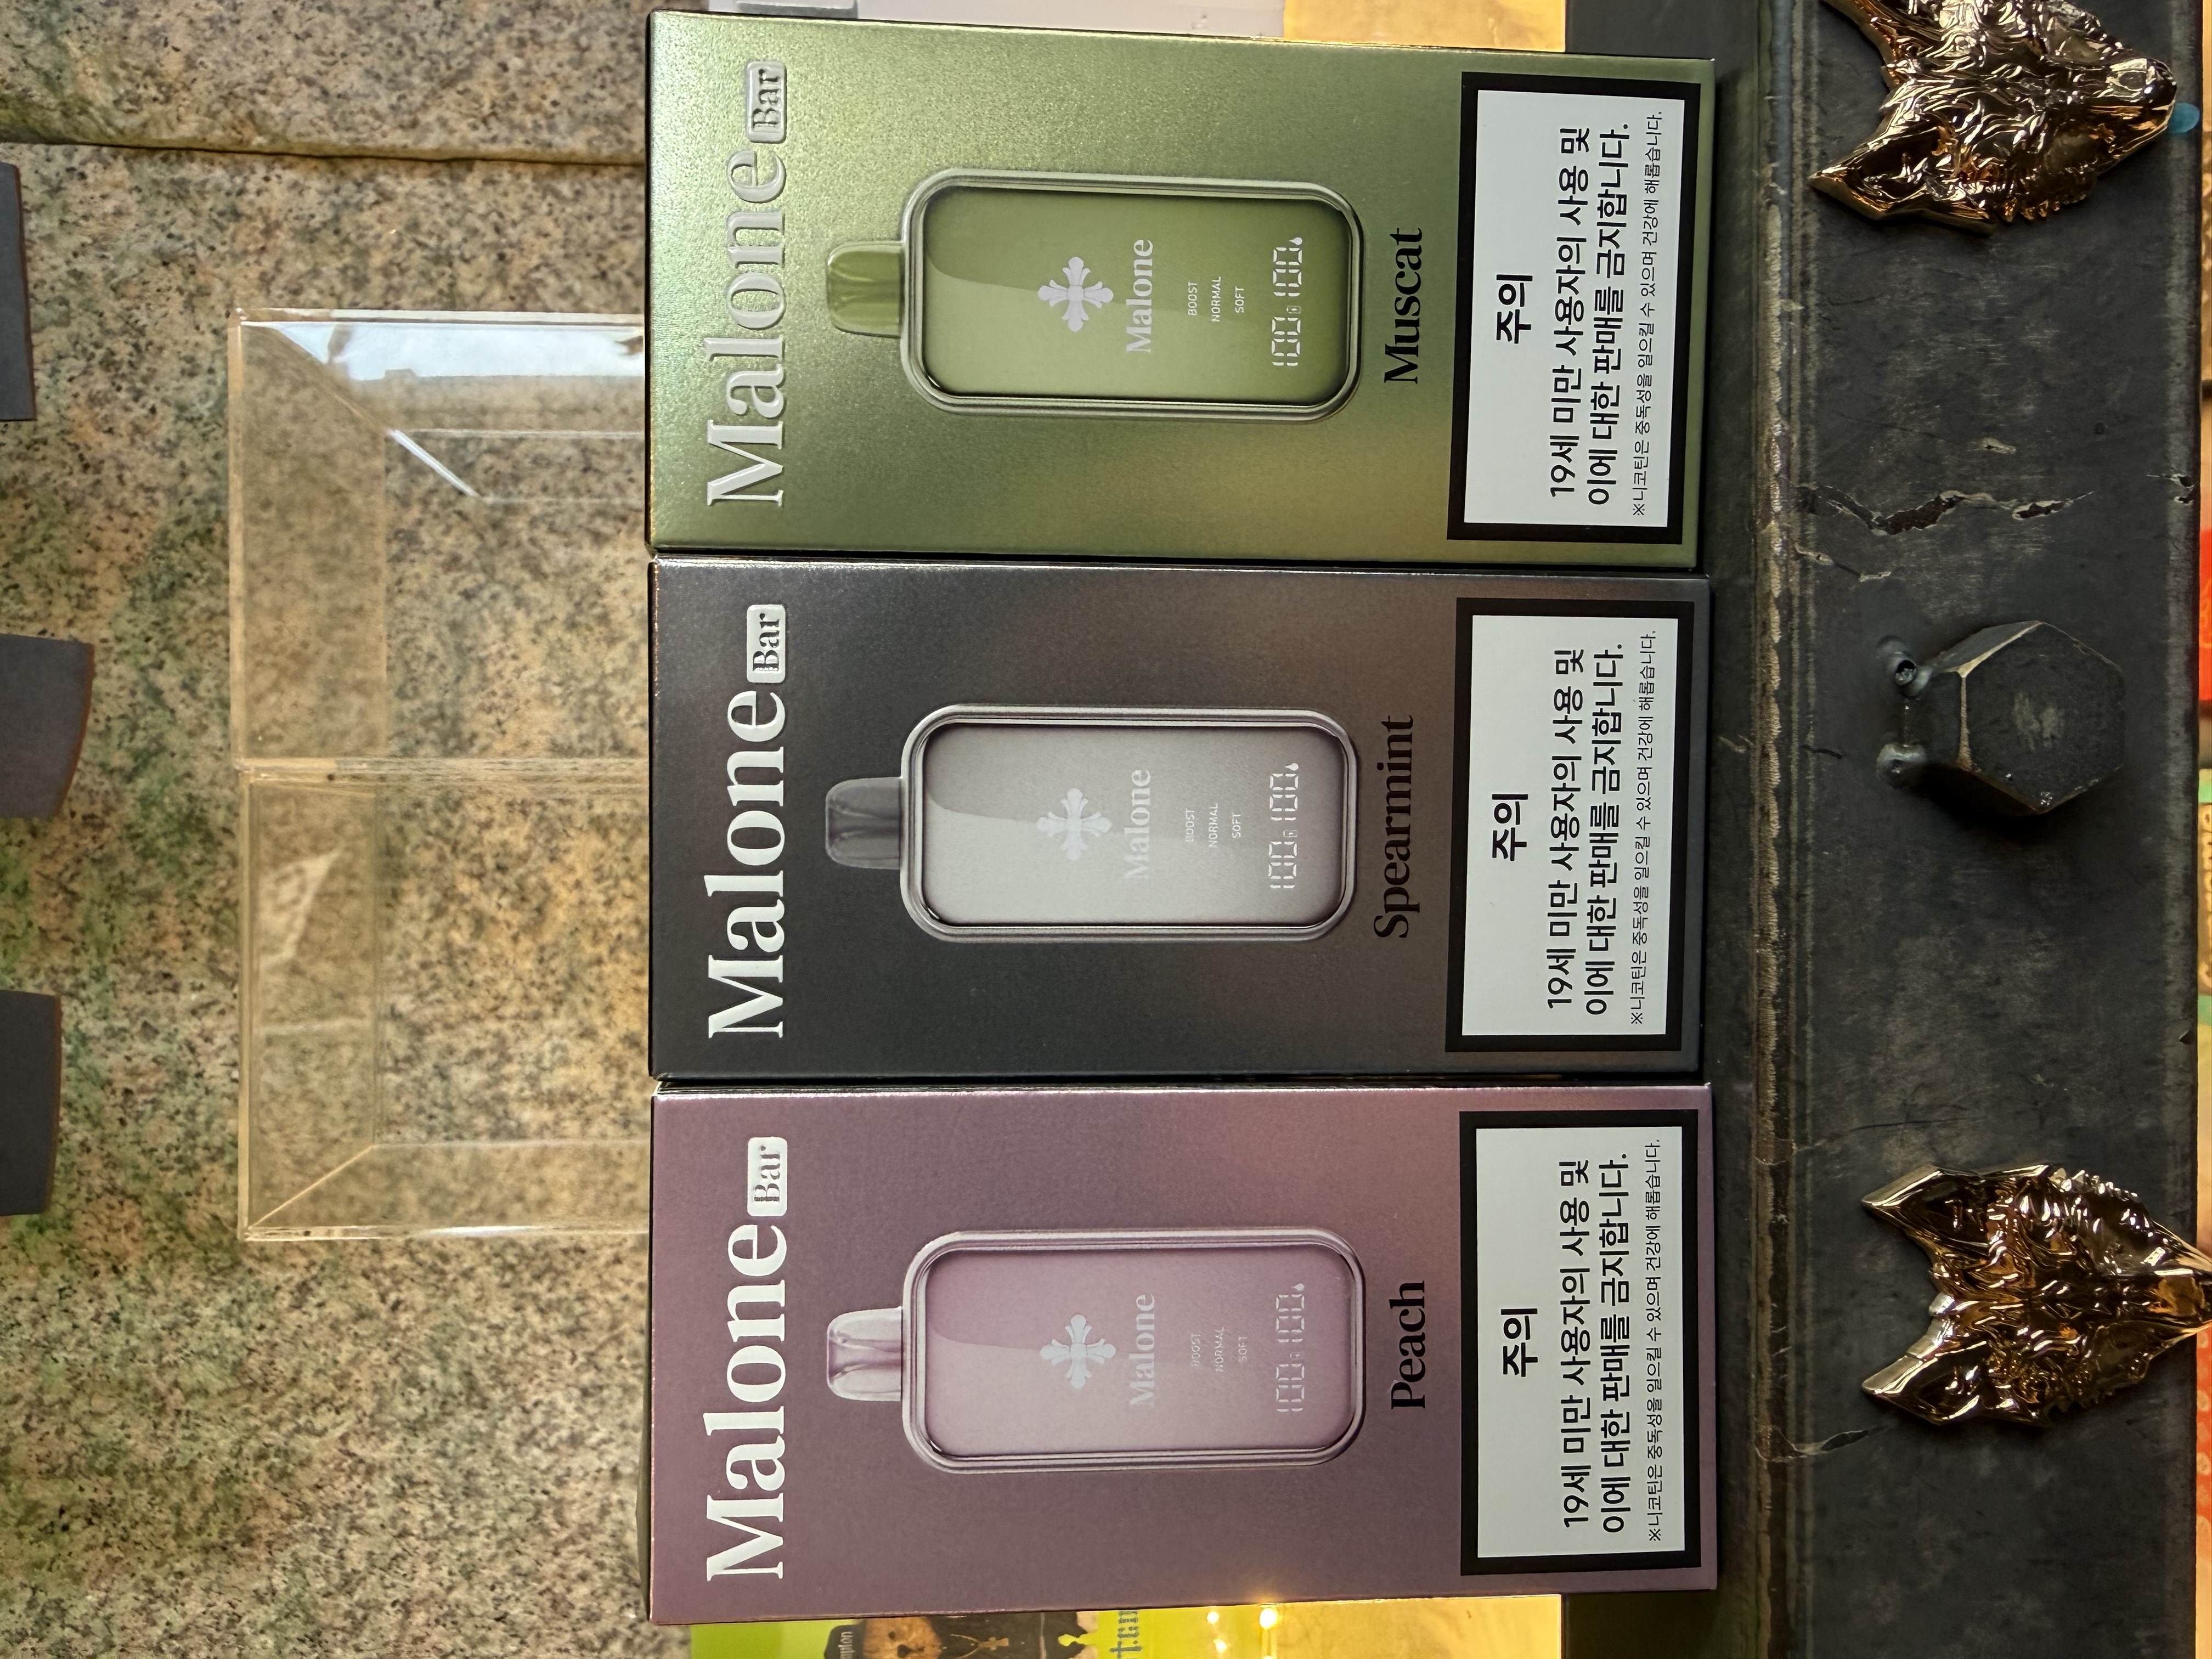 Malone Bar
Malone
BOOST
NORMAL
SOFT
100 100
Peach
주의
19세 미만 사용자의 사용 및
이에 대한 판매를 금지합니다.
※니코틴은 중독성을 일으킬 수 있으며 건강에 해롭습니다.
Malone Bar
Malone
BOOST
NORMAL
SOFT
100 100
Spearmint
주의
19세 미만 사용자의 사용 및
이에 대한 판매를 금지합니다.
※니코틴은 중독성을 일으킬 수 있으며 건강에 해롭습니다.
Malone Bar
Malone
BOOST
NORMAL
SOFT
100 100
Muscat
주의
19세 미만 사용자의 사용 및
이에 대한 판매를 금지합니다.
※니코틴은 중독성을 일으킬 수 있으며 건강에 해롭습니다.